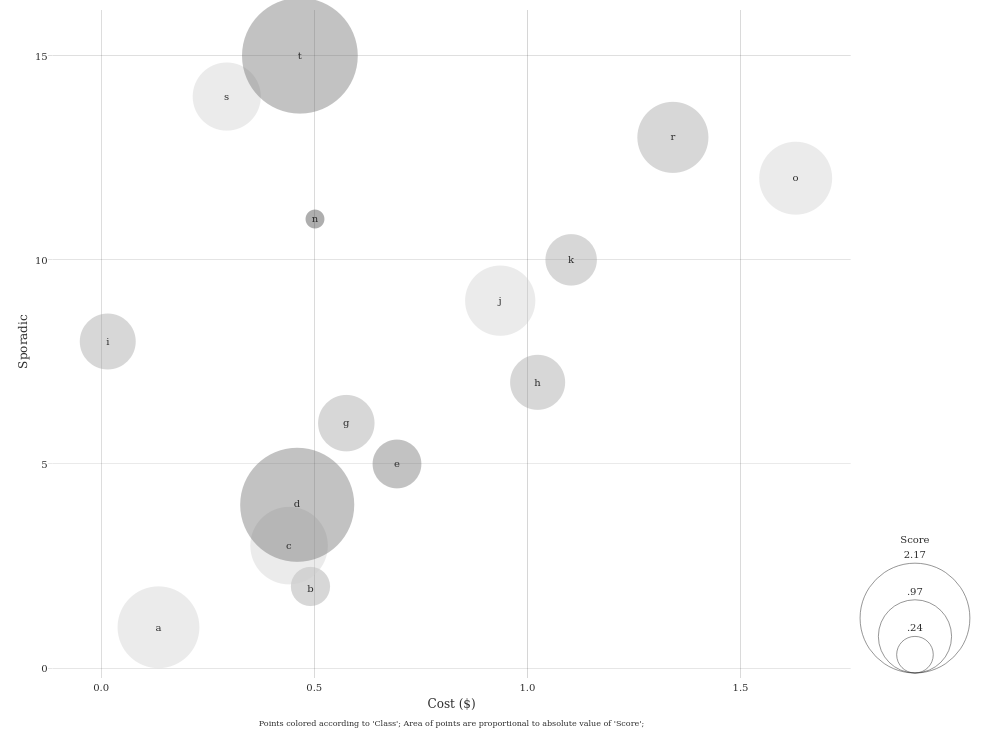 15
t
s
r
o
n
10
k
j
Sporadic
i
h
g
5
e
d
c
b
a
0
Score
2.17
.97
.24
0.0 0.5 1.0 1.5
Cost ($)
Points colored according to 'Class'; Area of points are proportional to absolute value of 'Score';